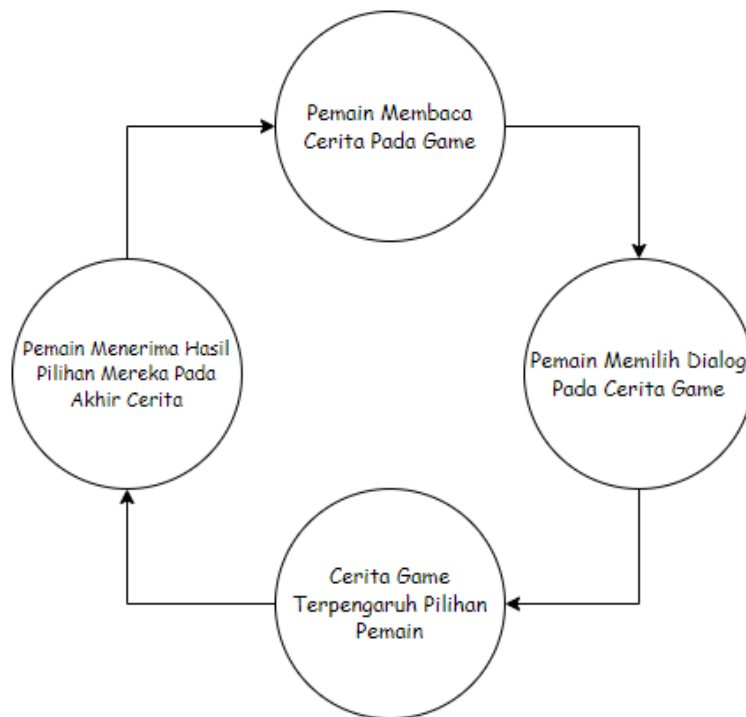 Pemain Membaca
Cerita Pada Game
Pemain Memilih Dialog
Pada Cerita Game
Cerita Game
Terpengaruh Pilihan
Pemain
Pemain Menerima Hasil
Pilihan Mereka Pada
Akhir Cerita